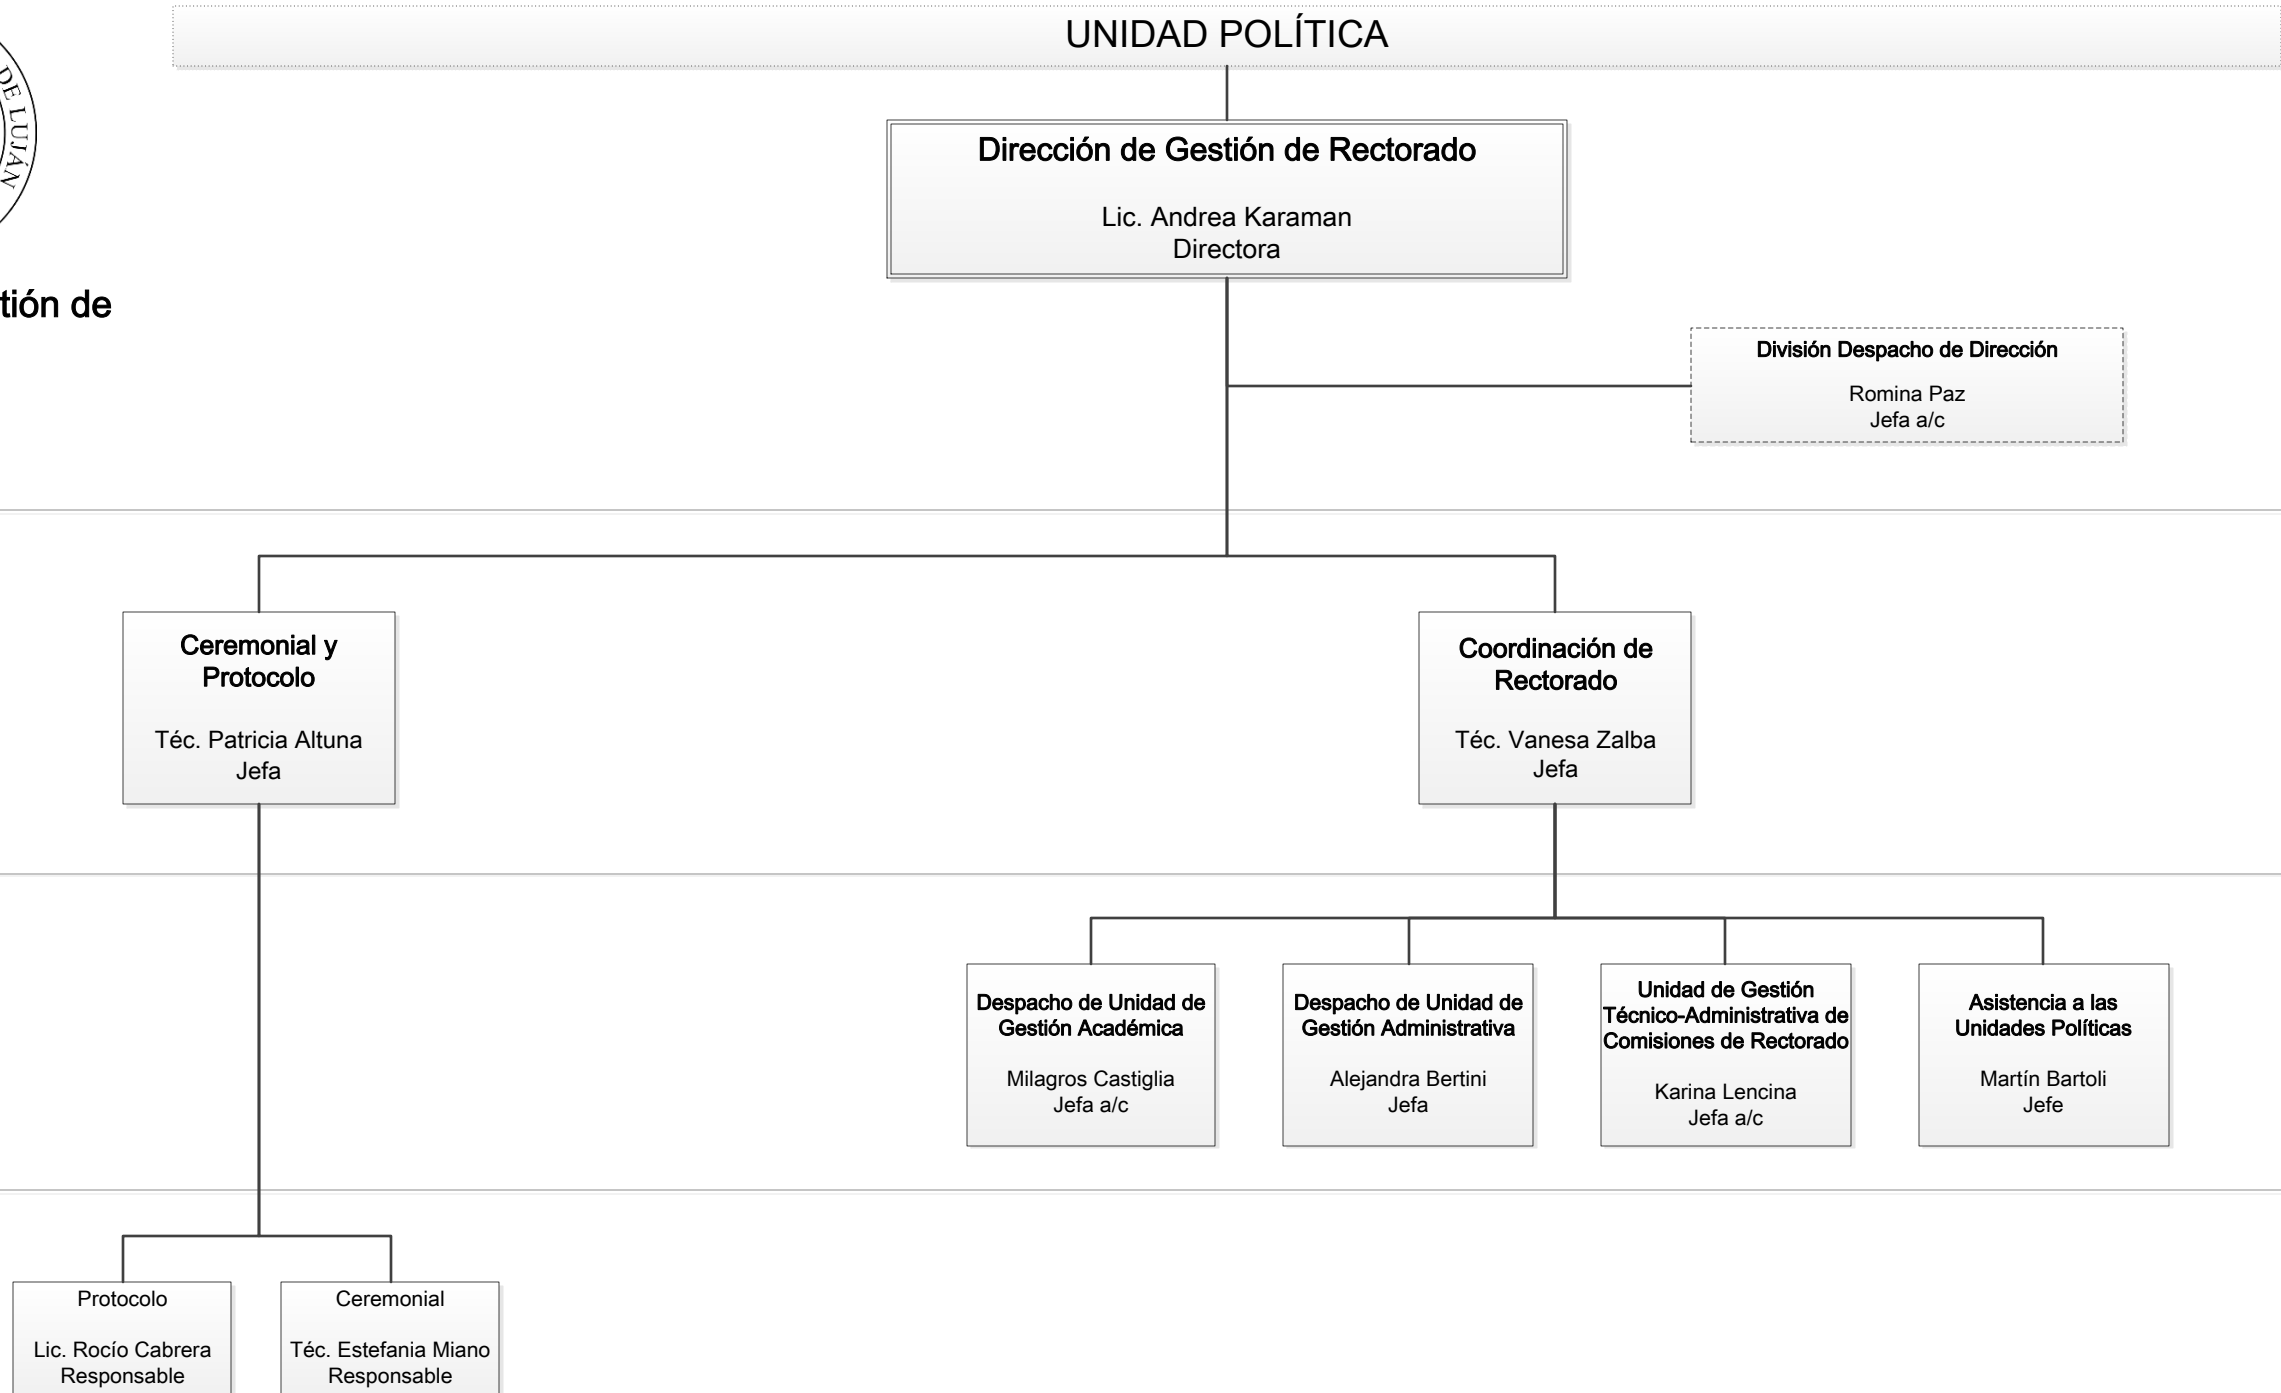 UNIDAD POLÍTICA
DE LUJÁN
Dirección de Gestión de Rectorado
Lic. Andrea Karaman
Directora
tión de
División Despacho de Dirección
Romina Paz
Jefa a/c
Ceremonial y
Protocolo
Téc. Patricia Altuna
Jefa
Coordinación de
Rectorado
Téc. Vanesa Zalba
Jefa
Despacho de Unidad de
Gestión Académica
Milagros Castiglia
Jefa a/c
Despacho de Unidad de
Gestión Administrativa
Alejandra Bertini
Jefa
Unidad de Gestión
Técnico-Administrativa de
Comisiones de Rectorado
Karina Lencina
Jefa a/c
Asistencia a las
Unidades Políticas
Martín Bartoli
Jefe
Protocolo
Lic. Rocío Cabrera
Responsable
Ceremonial
Téc. Estefania Miano
Responsable